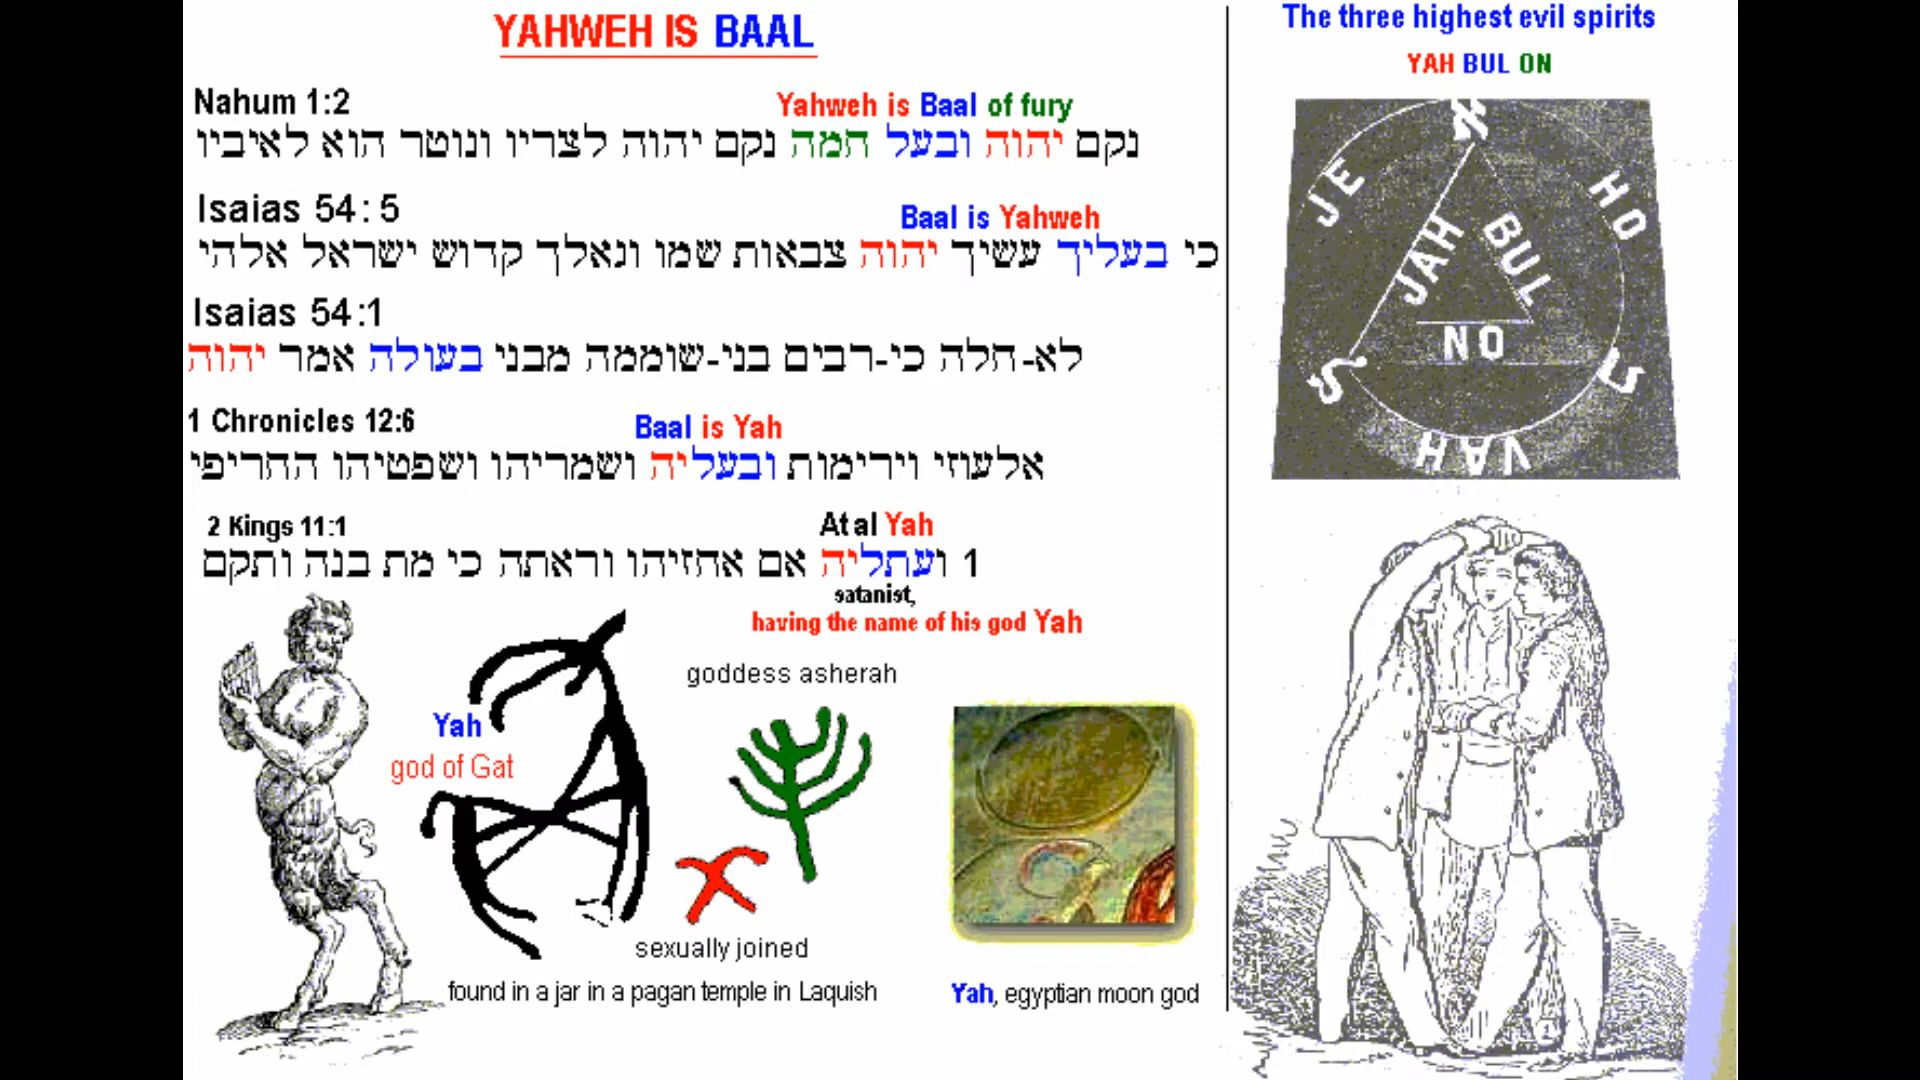 YAHWEH IS BAAL
Nahum 1:2
Yahweh is Baal of fury
נקם יהוה ובעל חמה נקם יהוה לצריו ונוטר הוא לאיביו
Isaias 54:5
Baal is Yahweh
כי בעליך עשיך יהוה צבאות שמו וגאלך קדוש ישראל אלהי
Isaias 54:1
לא-חלה כי-רבים בני-שוממה מבני בעולה אמר יהוה
1 Chronicles 12:6
Baal is Yah
אלעוזי וירימות ובעליה ושמריהו ושפטיהו החריפי
2 Kings 11:1
At al Yah
1 ועתליה אם אחזיהו וראתה כי מת בנה ותקם
satanist,
having the name of his god Yah
goddess asherah
Yah
god of Gat
sexually joined
found in a jar in a pagan temple in Laquish
Yah, egyptian moon god
The three highest evil spirits
YAH BUL ON
א
JE
HO
JAH
BUL
NO
VAH